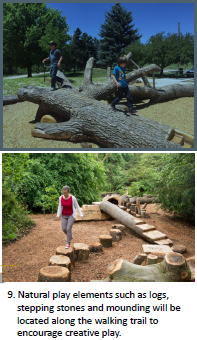 9. Natural play elements such as logs,
stepping stones and mounding will be
located along the walking trail to
encourage creative play.